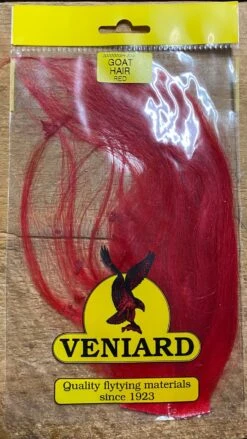 GOAT
HAIR
RED
VENIARD
Quality flytying materials
since 1923